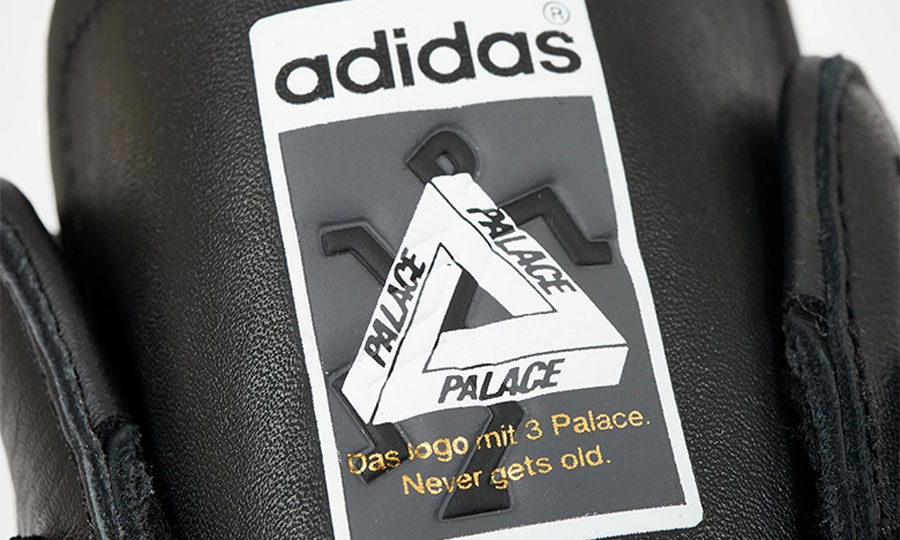 adidas®
PALACE
PALACE
PALACE
Das logo mit 3 Palace.
Never gets old.